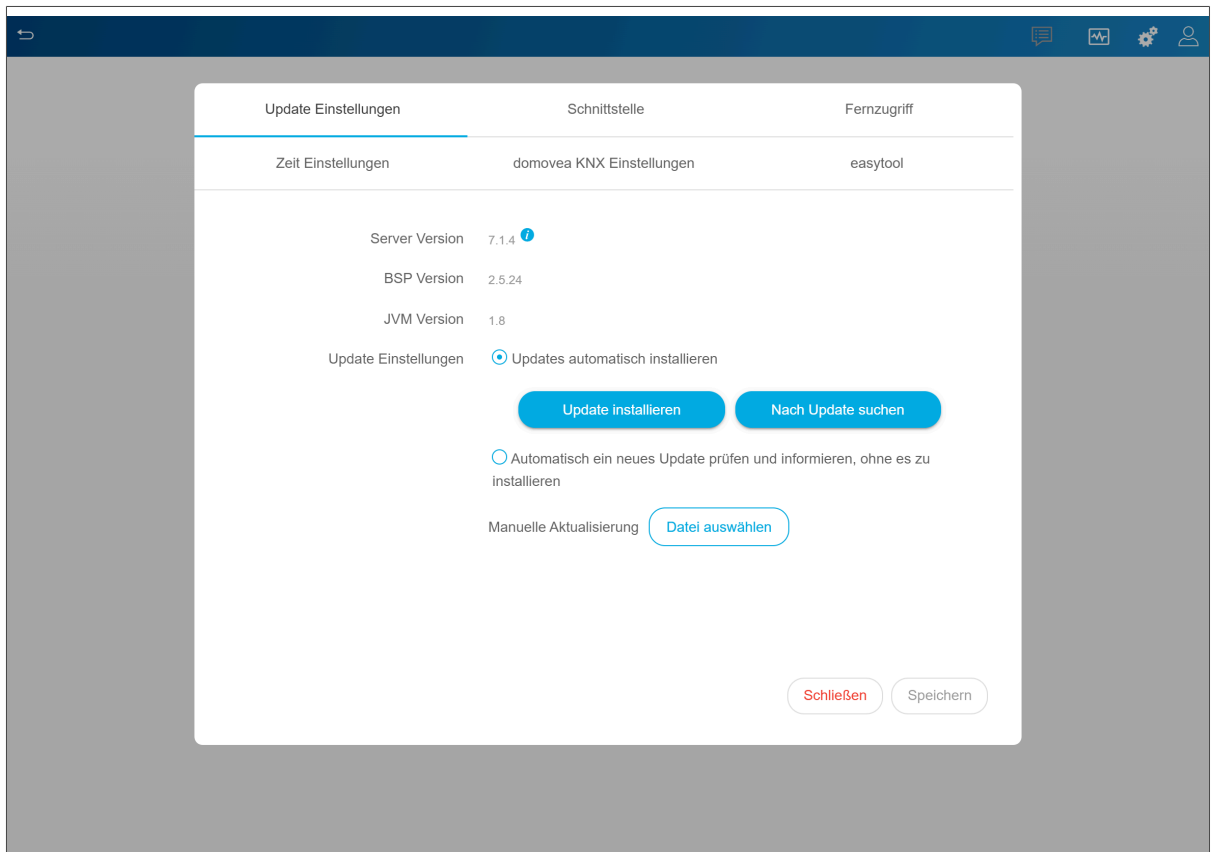 Update Einstellungen Schnittstelle Fernzugriff
Zeit Einstellungen domovea KNX Einstellungen easytool
Server Version 7.1.4 i
BSP Version 2.5.24
JVM Version 1.8
Update Einstellungen Updates automatisch installieren
Update installieren Nach Update suchen
Automatisch ein neues Update prüfen und informieren, ohne es zu
installieren
Manuelle Aktualisierung Datei auswählen
Schließen Speichern